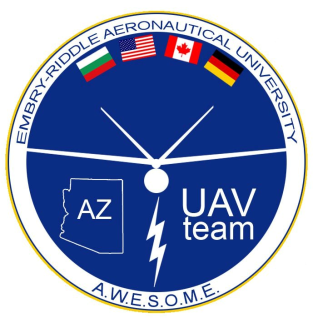 EMBRY-RIDDLE AERONAUTICAL UNIVERSITY
AZ
UAV
team
A.W.E.S.O.M.E.